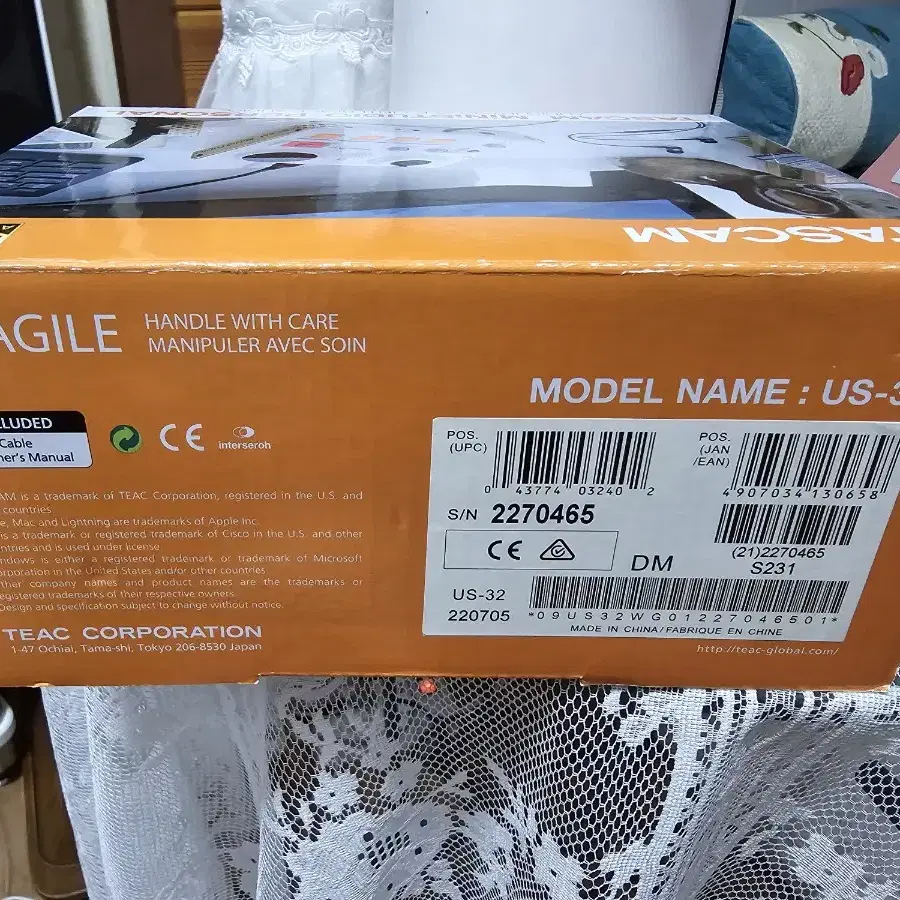 TASCAM MINISTUDIO PERSONAL
TASCAM
AGILE
HANDLE WITH CARE
MANIPULER AVEC SOIN
MODEL NAME : US-3
LUDED
Cable
ner's Manual
CE
interseroh
POS.
(UPC)
0 43774 03240 2
POS.
(JAN
/EAN)
4907034130658
S/N 2270465
CE
DM
(21)2270465
S231
US-32
220705
*09US32WG01227046501*
MADE IN CHINA/FABRIQUE EN CHINE
AM is a trademark of TEAC Corporation, registered in the U.S. and
countries.
e, Mac and Lightning are trademarks of Apple Inc.
is a trademark or registered trademark of Cisco in the U.S. and other
ntries and is used under license
ndows is either a registered trademark or trademark of Microsoft
orporation in the United States and/or other countries.
ther company names and product names are the trademarks or
egistered trademarks of their respective owners.
Design and specification subject to change without notice.
TEAC CORPORATION
1-47 Ochiai, Tama-shi, Tokyo 206-8530 Japan
http://teac-global.com/